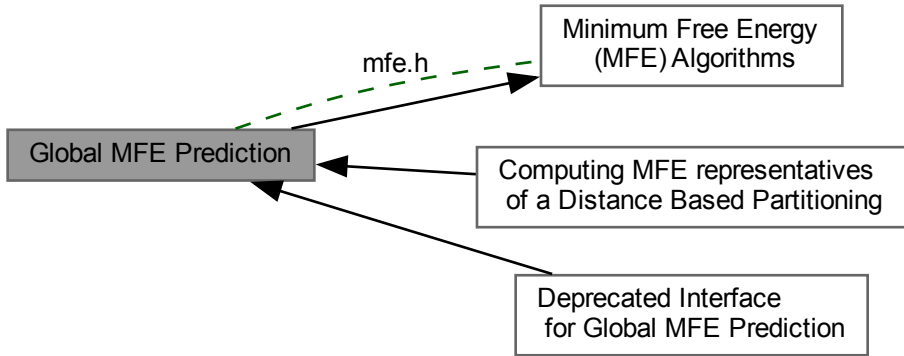 Minimum Free Energy
(MFE) Algorithms
mfe.h
Global MFE Prediction
Computing MFE representatives
of a Distance Based Partitioning
Deprecated Interface
for Global MFE Prediction